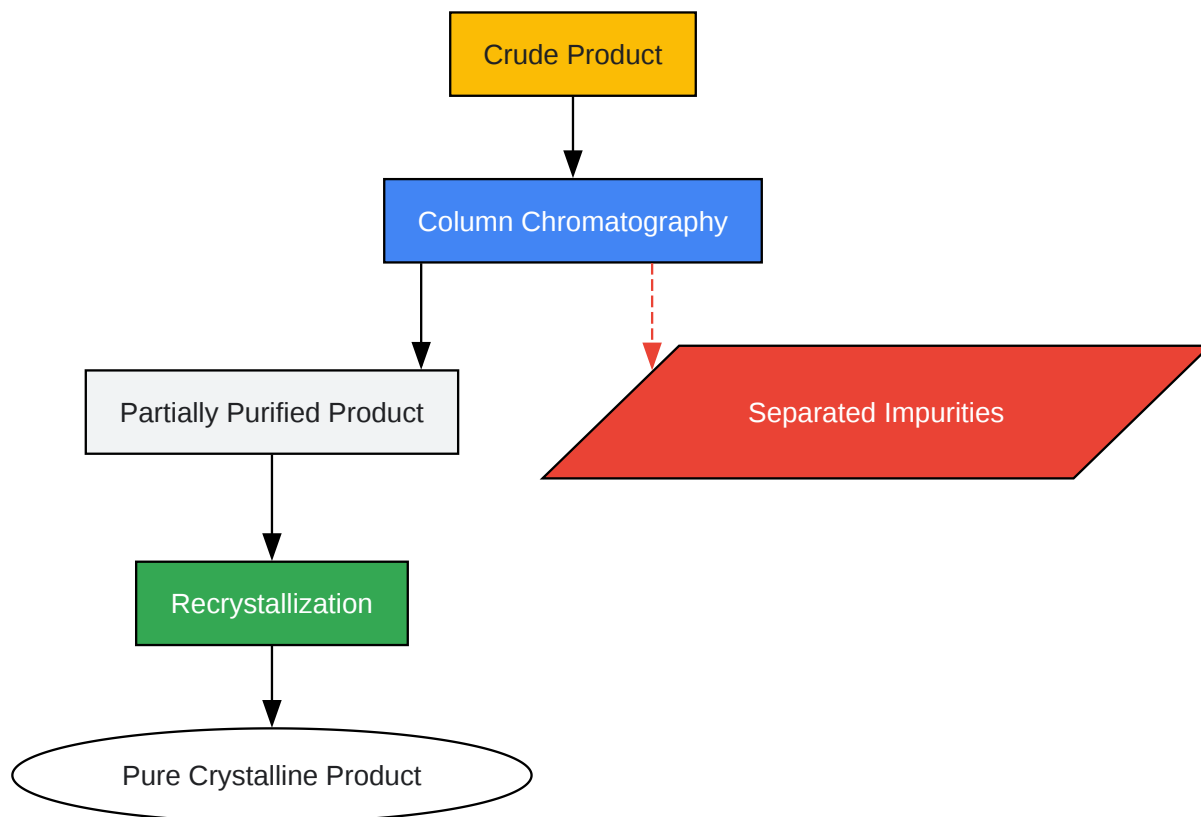 Crude Product
Column Chromatography
Partially Purified Product
Separated Impurities
Recrystallization
Pure Crystalline Product